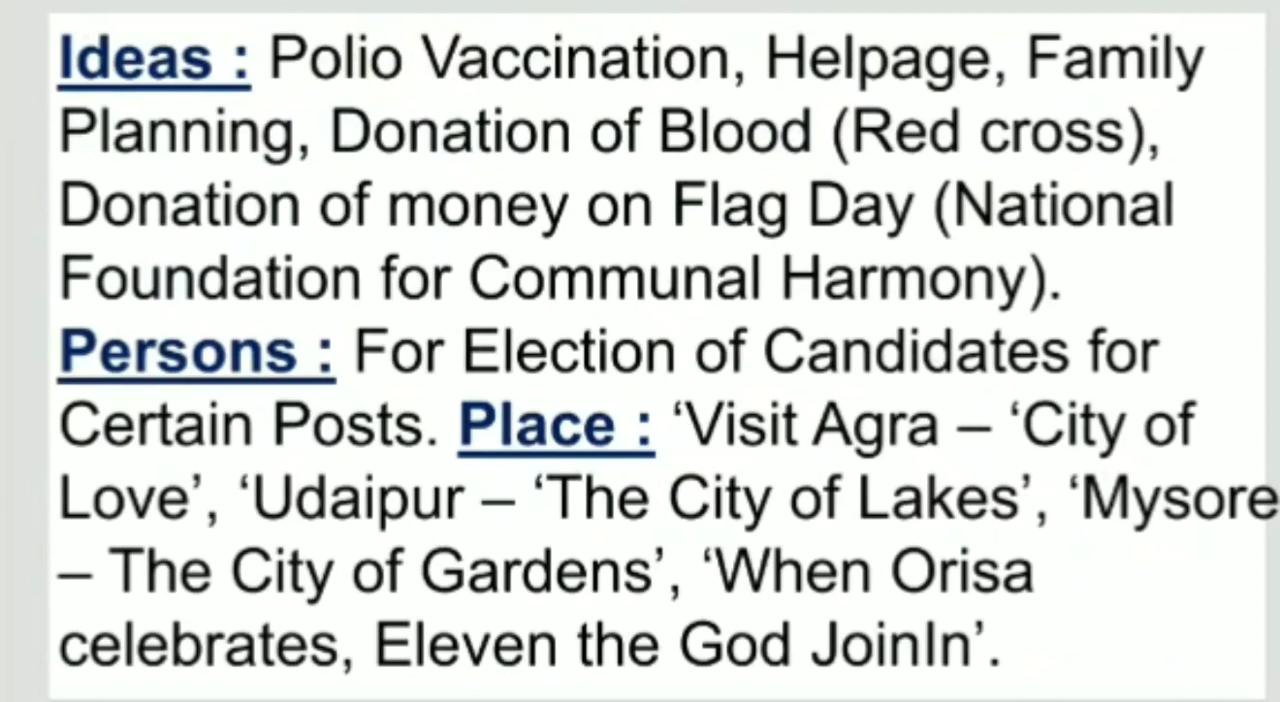 Ideas : Polio Vaccination, Helpage, Family
Planning, Donation of Blood (Red cross),
Donation of money on Flag Day (National
Foundation for Communal Harmony).
Persons : For Election of Candidates for
Certain Posts. Place : ‘Visit Agra – ‘City of
Love’, ‘Udaipur – ‘The City of Lakes’, ‘Mysore
– The City of Gardens’, ‘When Orisa
celebrates, Eleven the God JoinIn’.